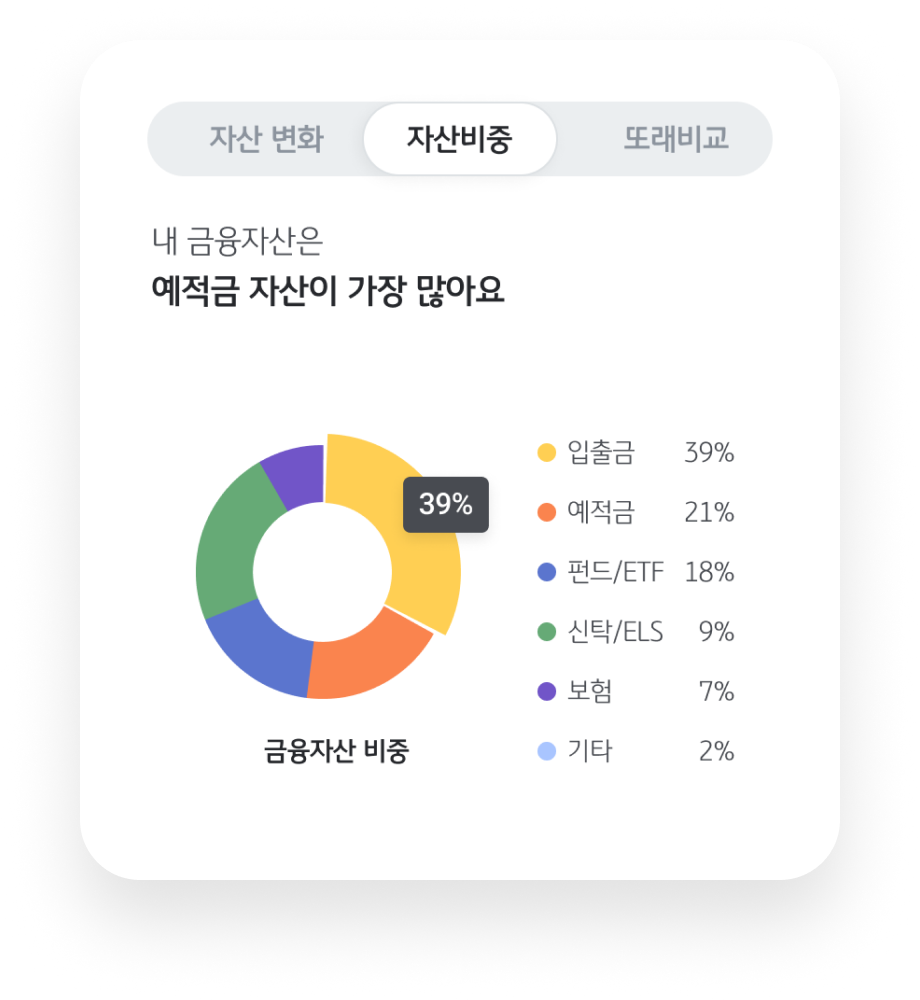 자산 변화 자산비중 또래비교
내 금융자산은
예적금 자산이 가장 많아요
39%
입출금 39%
예적금 21%
펀드/ETF 18%
신탁/ELS 9%
보험 7%
기타 2%
금융자산 비중